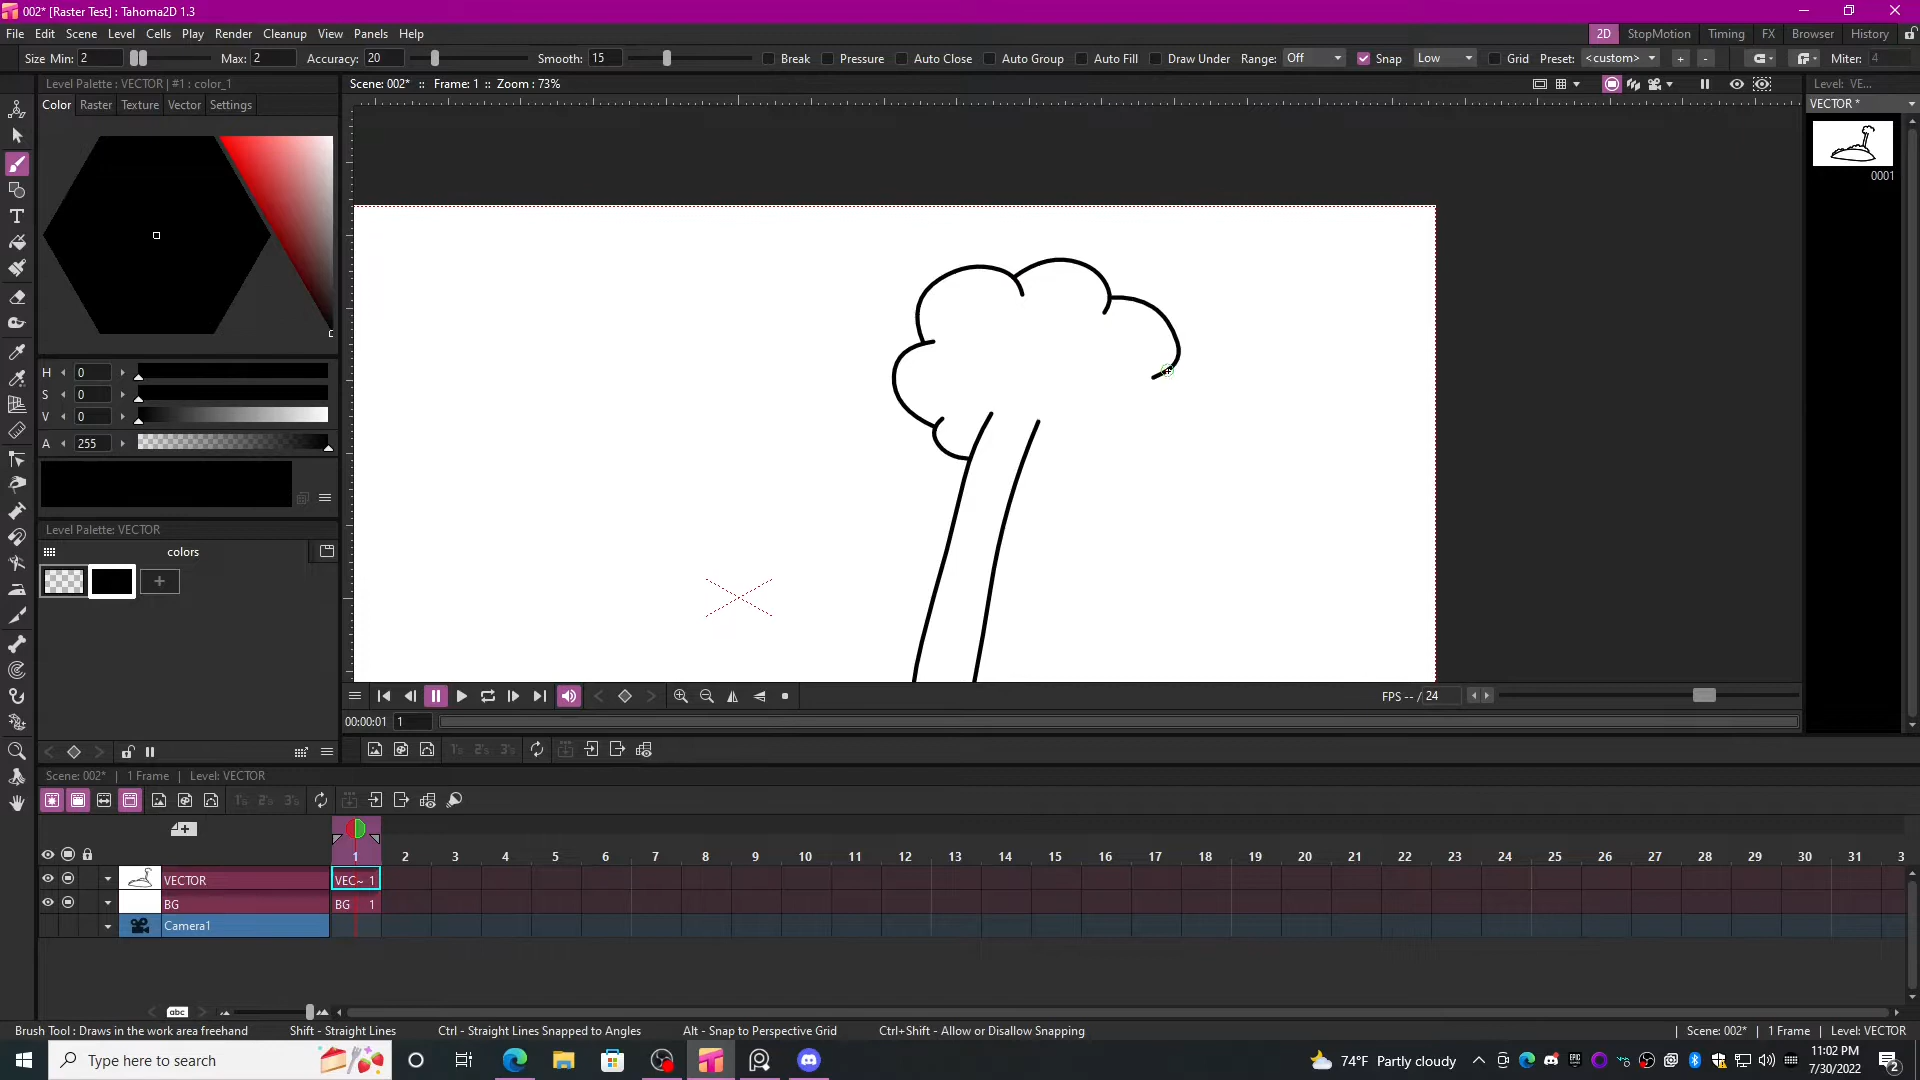 002* [Raster Test] : Tahoma2D 1.3
File Edit Scene Level Cells Play Render Cleanup View Panels Help
2D StopMotion Timing FX Browser History
Size Min: 2 Max: 2 Accuracy: 20 Smooth: 15 Break Pressure Auto Close Auto Group Auto Fill Draw Under Range: Off Snap Low Grid Preset: <custom> + - Miter: 4
Level Palette: VECTOR | #1 : color_1
Scene: 002* :: Frame: 1 :: Zoom : 73%
Level: VE...
Color Raster Texture Vector Settings
VECTOR *
0001
H 0
S 0
V 0
A 255
Level Palette: VECTOR
colors
+
FPS -- / 24
00:00:01 1
1's 2's 3's
Scene: 002* | 1 Frame | Level: VECTOR
1's 2's 3's
1 2 3 4 5 6 7 8 9 10 11 12 13 14 15 16 17 18 19 20 21 22 23 24 25 26 27 28 29 30 31 3
VECTOR VEC~ 1
BG BG 1
Camera1
abc
Brush Tool : Draws in the work area freehand Shift - Straight Lines Ctrl - Straight Lines Snapped to Angles Alt - Snap to Perspective Grid Ctrl+Shift - Allow or Disallow Snapping | Scene: 002* | 1 Frame | Level: VECTOR
Type here to search
74°F Partly cloudy
11:02 PM
7/30/2022
2